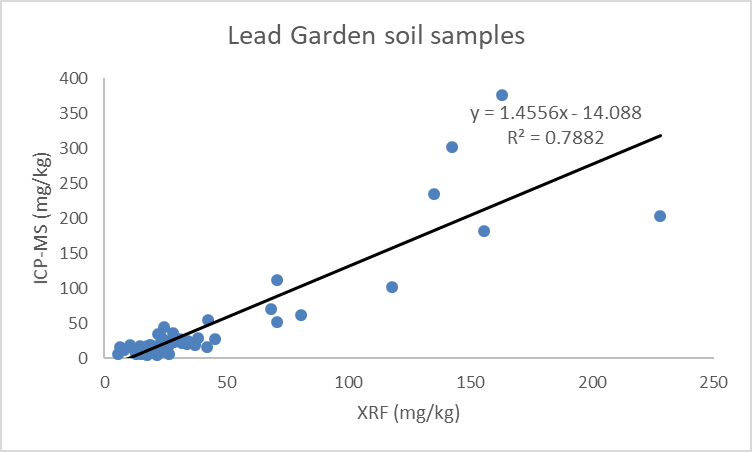 Lead Garden soil samples
400
350
300
250
200
150
100
50
0
ICP-MS (mg/kg)
y = 1.4556x - 14.088
R² = 0.7882
0 50 100 150 200 250
XRF (mg/kg)